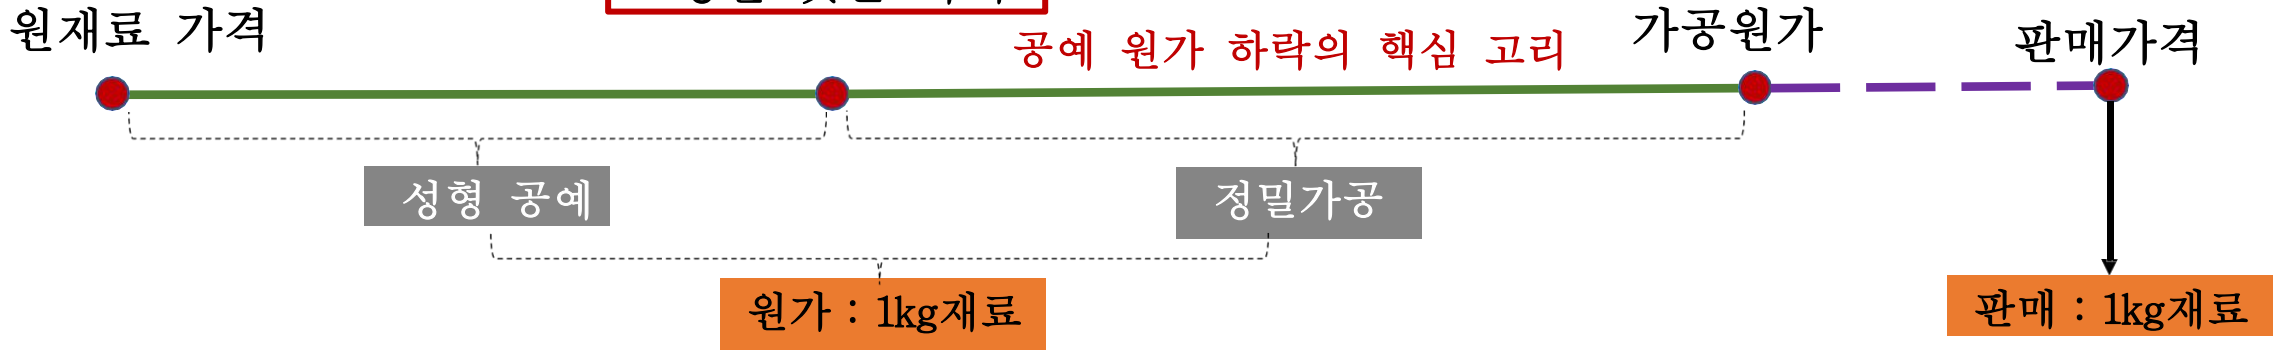 원재료 가격
공예 원가 하락의 핵심 고리
가공원가
판매가격
성형 공예
정밀가공
원가 : 1kg재료
판매 : 1kg재료